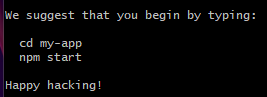 We suggest that you begin by typing:
cd my-app
npm start
Happy hacking!